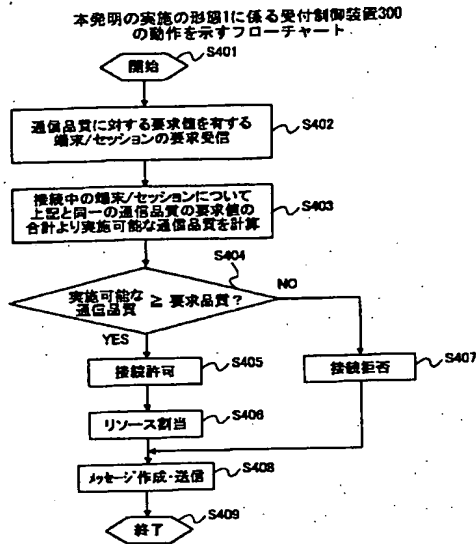 本発明の実施の形態1に係る受付制御装置300
の動作を示すフローチャート
S401
開始
通信品質に対する要求値を有する
端末/セッションの要求受信
S402
接続中の端末/セッションについて
上記と同一の通信品質の要求値の
合計より実施可能な通信品質を計算
S403
S404
実施可能な
通信品質 ≧ 要求品質?
NO
YES
接続許可
S405
接続拒否
S407
リソース割当
S406
メッセージ作成・送信
S408
終了
S409